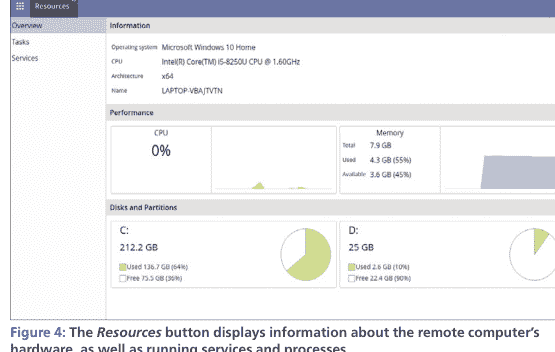 Resources
Overview
Tasks
Services
Information
Operating system Microsoft Windows 10 Home
CPU Intel(R) Core(TM) i5-8250U CPU @ 1.60GHz
Architecture x64
Name LAPTOP-VBAJTVTN
Performance
CPU
0%
Memory
Total 7.9 GB
Used 4.3 GB (55%)
Available 3.6 GB (45%)
Disks and Partitions
C:
212.2 GB
Used 136.7 GB (64%)
Free 75.5 GB (36%)
D:
25 GB
Used 2.6 GB (10%)
Free 22.4 GB (90%)
Figure 4: The Resources button displays information about the remote computer's
hardware, as well as running services and processes